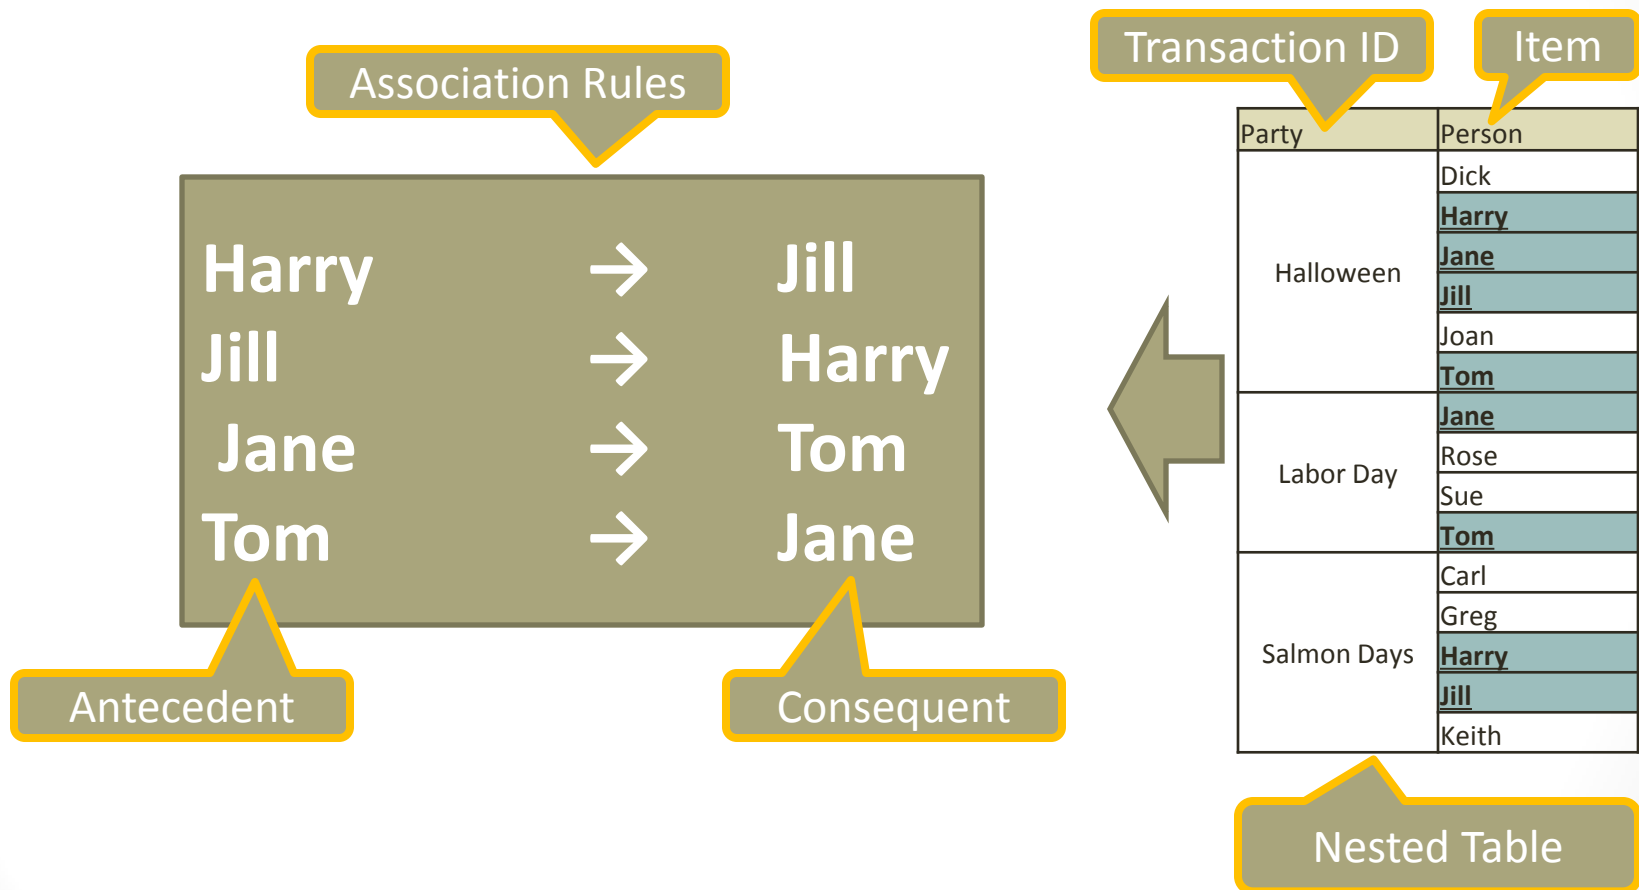 Association Rules
Harry → Jill
Jill → Harry
Jane → Tom
Tom → Jane
Antecedent
Consequent
Transaction ID
Item
Party Person
Halloween
Dick
Harry
Jane
Jill
Joan
Tom
Labor Day
Jane
Rose
Sue
Tom
Salmon Days
Carl
Greg
Harry
Jill
Keith
Nested Table